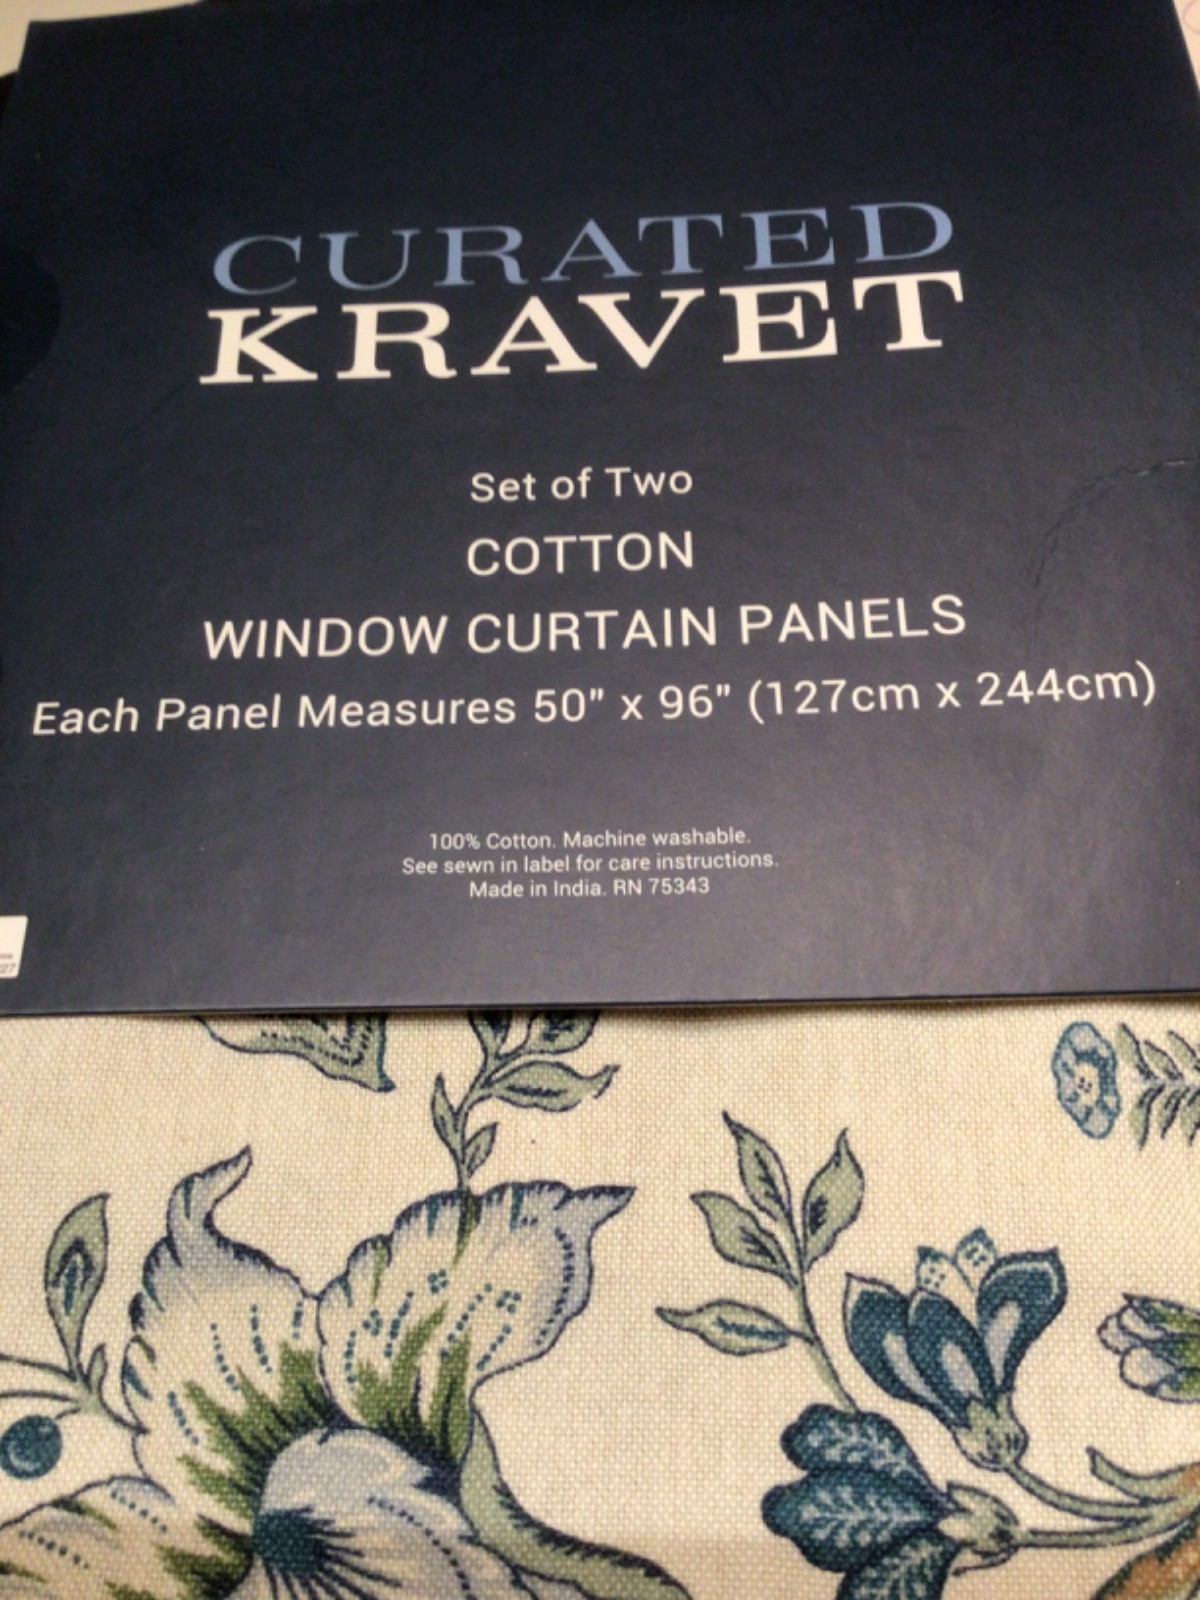 CURATED
KRAVET
Set of Two
COTTON
WINDOW CURTAIN PANELS
Each Panel Measures 50" x 96" (127cm x 244cm)
100% Cotton. Machine washable.
See sewn in label for care instructions.
Made in India. RN 75343
27